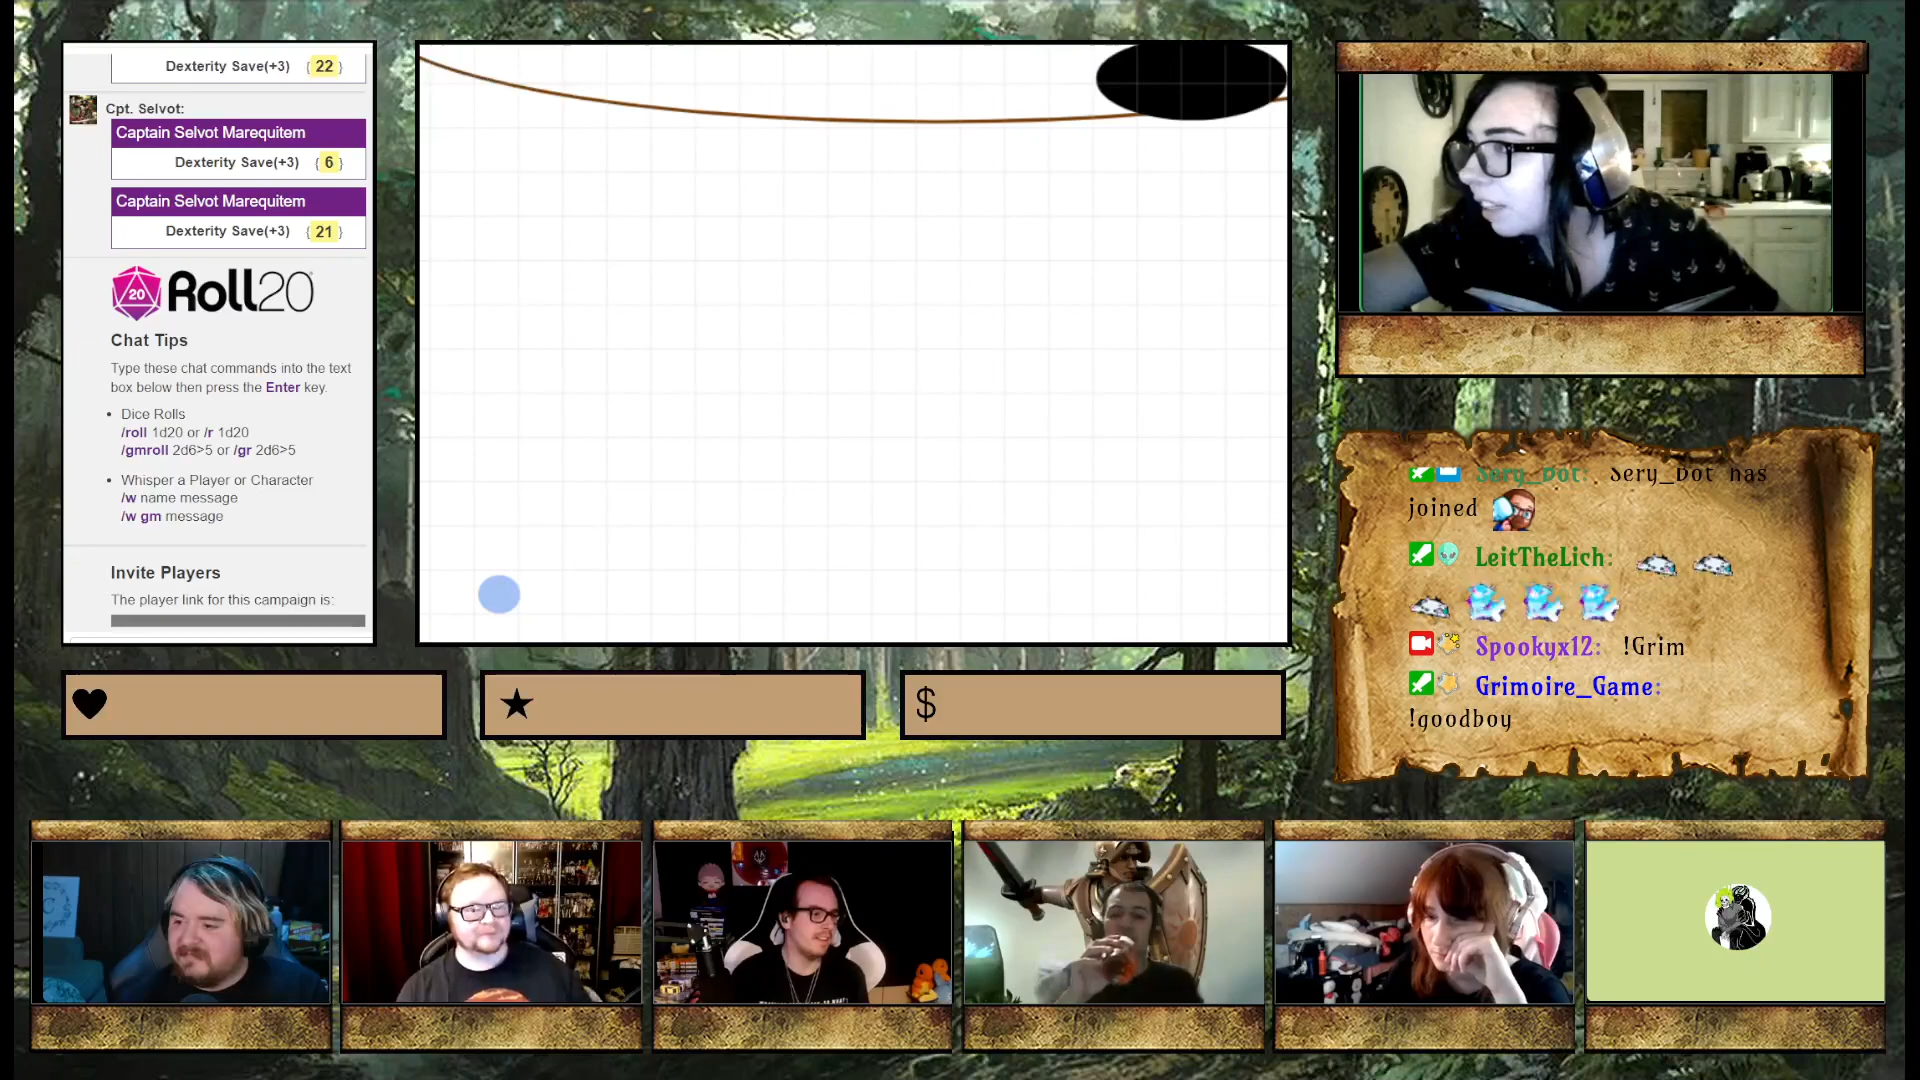 Dexterity Save(+3) 22
Cpt. Selvot:
Captain Selvot Marequitem
Dexterity Save(+3) 6
Captain Selvot Marequitem
Dexterity Save(+3) 21
20 Roll20
Chat Tips
Type these chat commands into the text
box below then press the Enter key.
• Dice Rolls
/roll 1d20 or /r 1d20
/gmroll 2d6>5 or /gr 2d6>5
• Whisper a Player or Character
/w name message
/w gm message
Invite Players
The player link for this campaign is:
$
Sery_Bot: Sery_Bot has
joined
LeitTheLich:
Spookyx12: !Grim
Grimoire_Game:
!goodboy